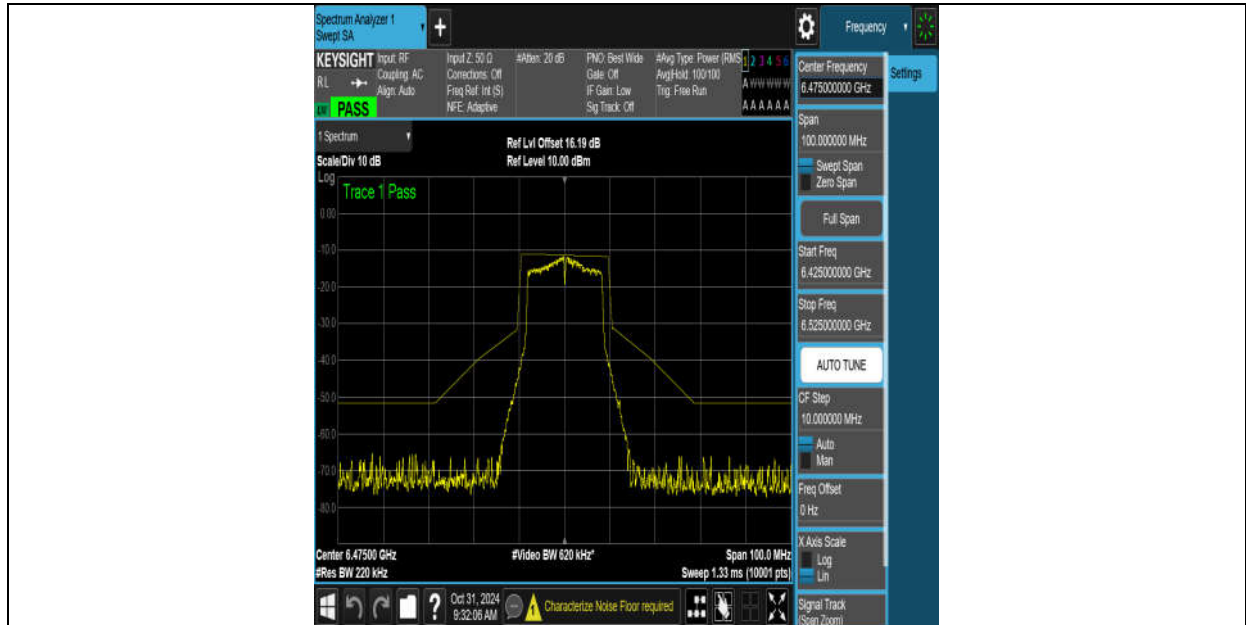 Spectrum Analyzer 1
Swept SA
+
Frequency
KEYSIGHT
RL
PASS
Input: RF
Coupling: AC
Align: Auto
Input Z: 50 Ω
Corrections: Off
Freq Ref: Int (S)
NFE: Adaptive
#Atten: 20 dB
PNO: Best Wide
Gate: Off
IF Gain: Low
Sig Track: Off
#Avg Type: Power (RMS
Avg|Hold: 100/100
Trig: Free Run
1 2 3 4 5 6
A W W W W W
A A A A A A
1 Spectrum
Scale/Div 10 dB
Ref Lvl Offset 16.19 dB
Ref Level 10.00 dBm
Log
Trace 1 Pass
0.00
-10.0
-20.0
-30.0
-40.0
-50.0
-60.0
-70.0
-80.0
Center 6.47500 GHz
#Res BW 220 kHz
#Video BW 620 kHz*
Span 100.0 MHz
Sweep 1.33 ms (10001 pts)
?
Oct 31, 2024
9:32:06 AM
Characterize Noise Floor required
Center Frequency
6.475000000 GHz
Settings
Span
100.000000 MHz
Swept Span
Zero Span
Full Span
Start Freq
6.425000000 GHz
Stop Freq
6.525000000 GHz
AUTO TUNE
CF Step
10.000000 MHz
Auto
Man
Freq Offset
0 Hz
X Axis Scale
Log
Lin
Signal Track
(Span Zoom)